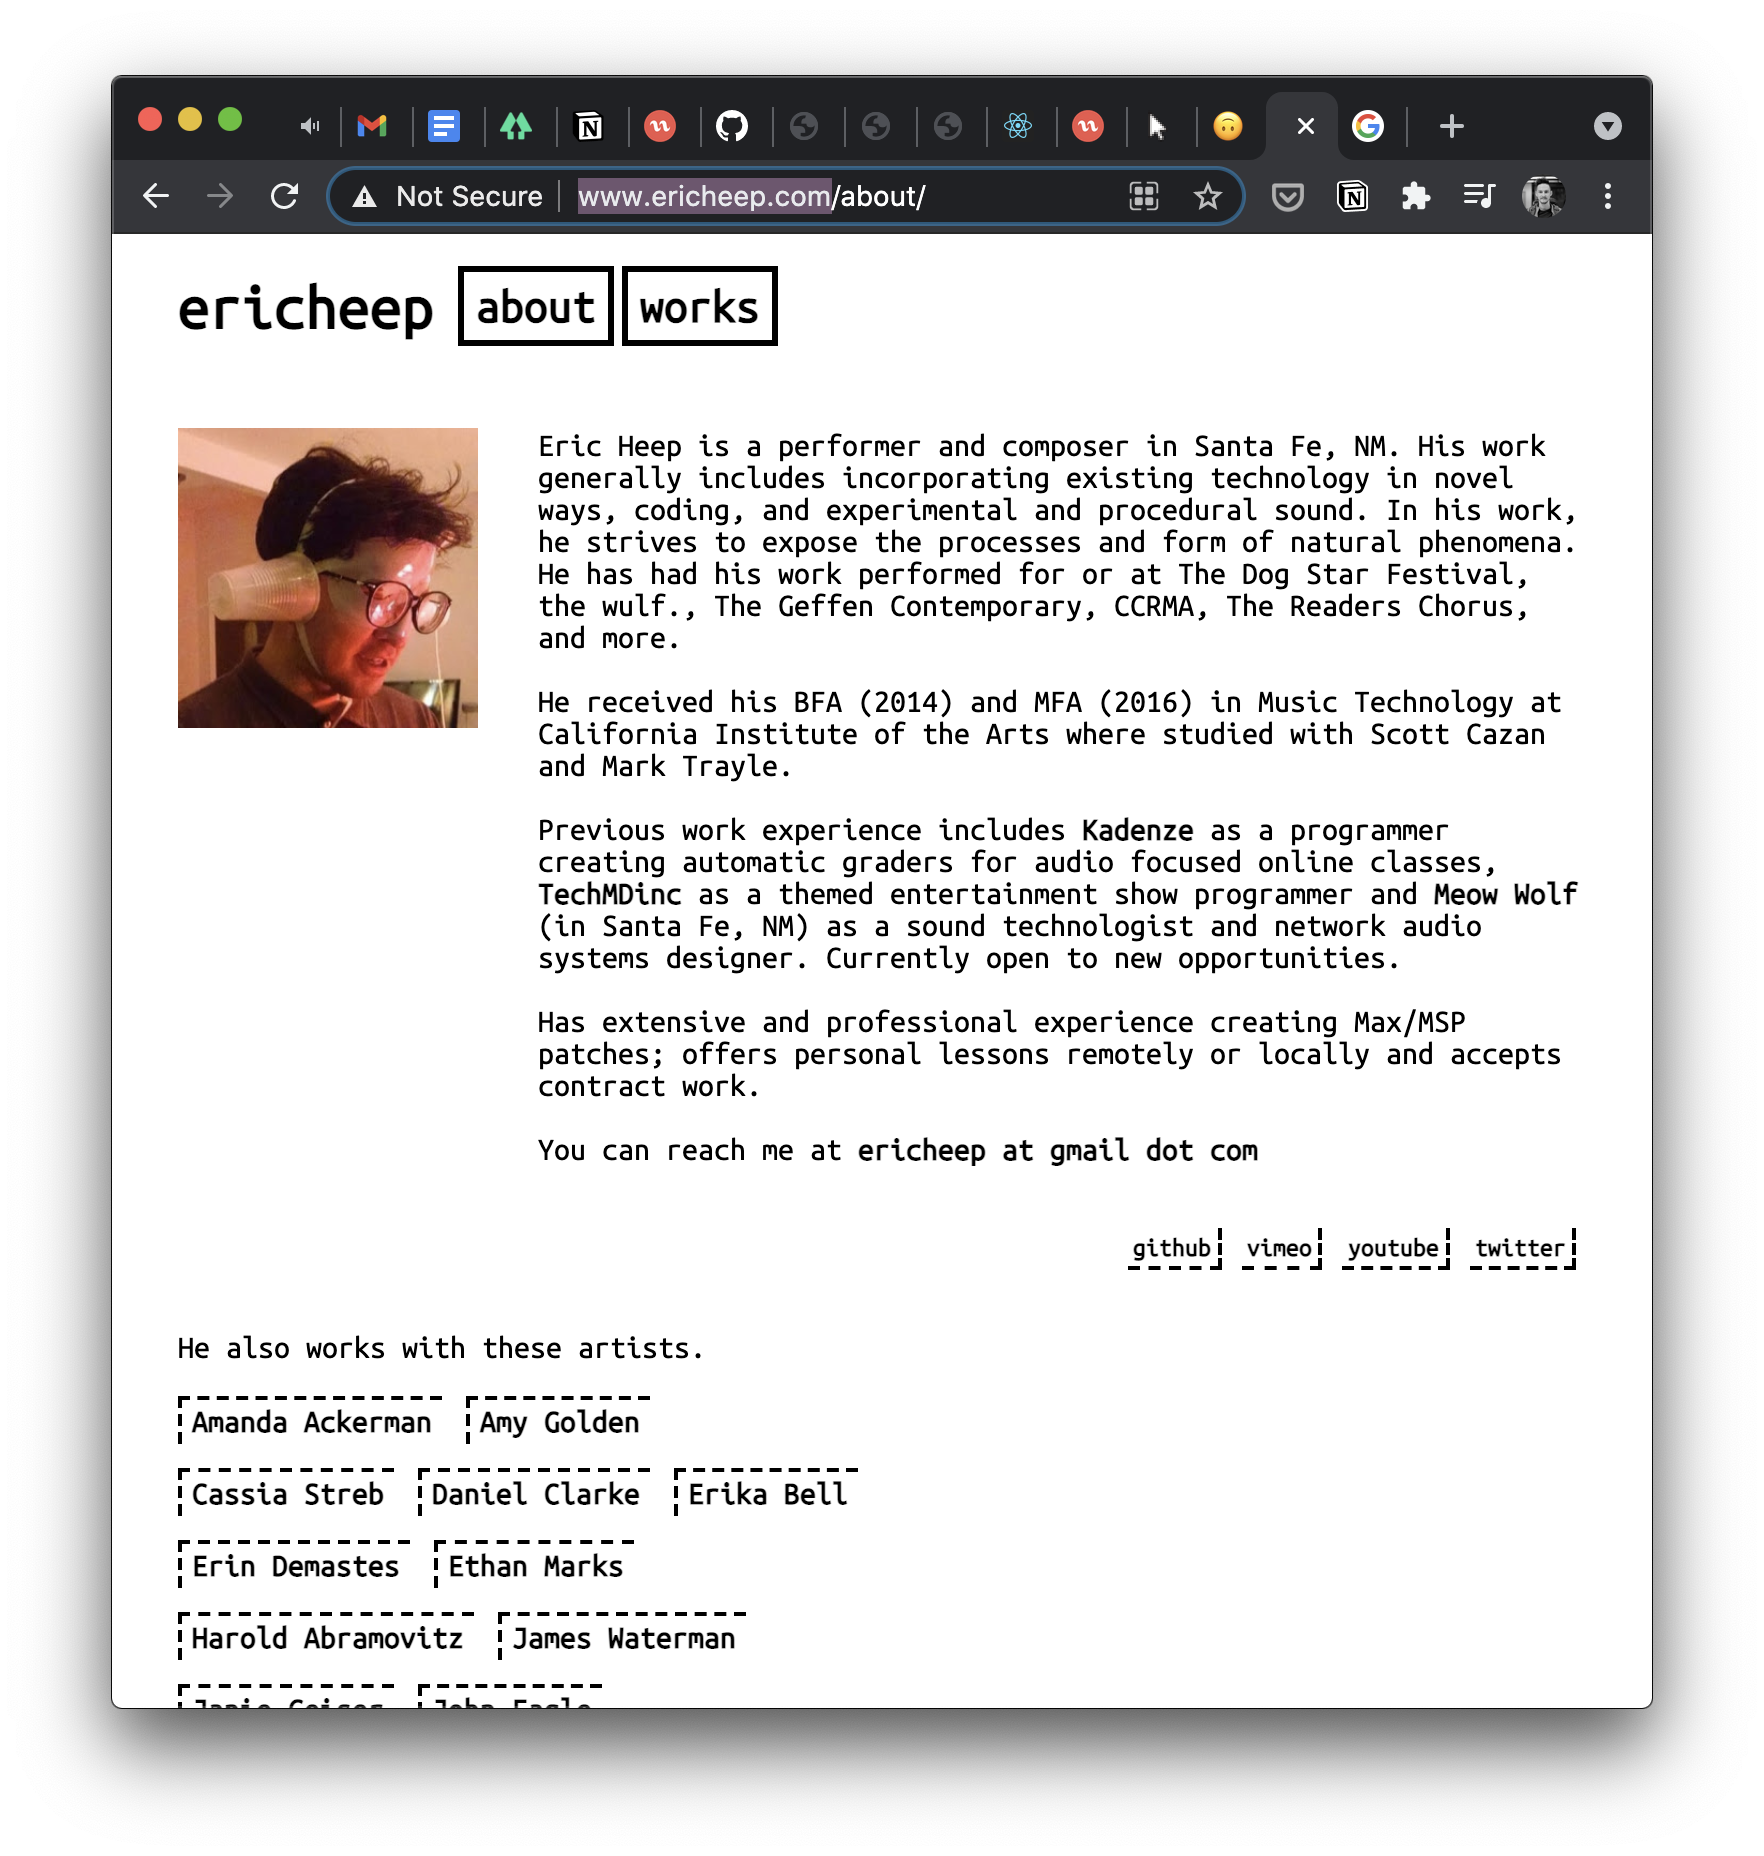 Not Secure www.ericheep.com/about/
ericheep about works
Eric Heep is a performer and composer in Santa Fe, NM. His work
generally includes incorporating existing technology in novel
ways, coding, and experimental and procedural sound. In his work,
he strives to expose the processes and form of natural phenomena.
He has had his work performed for or at The Dog Star Festival,
the wulf., The Geffen Contemporary, CCRMA, The Readers Chorus,
and more.
He received his BFA (2014) and MFA (2016) in Music Technology at
California Institute of the Arts where studied with Scott Cazan
and Mark Trayle.
Previous work experience includes Kadenze as a programmer
creating automatic graders for audio focused online classes,
TechMDinc as a themed entertainment show programmer and Meow Wolf
(in Santa Fe, NM) as a sound technologist and network audio
systems designer. Currently open to new opportunities.
Has extensive and professional experience creating Max/MSP
patches; offers personal lessons remotely or locally and accepts
contract work.
You can reach me at ericheep at gmail dot com
github vimeo youtube twitter
He also works with these artists.
Amanda Ackerman Amy Golden
Cassia Streb Daniel Clarke Erika Bell
Erin Demastes Ethan Marks
Harold Abramovitz James Waterman